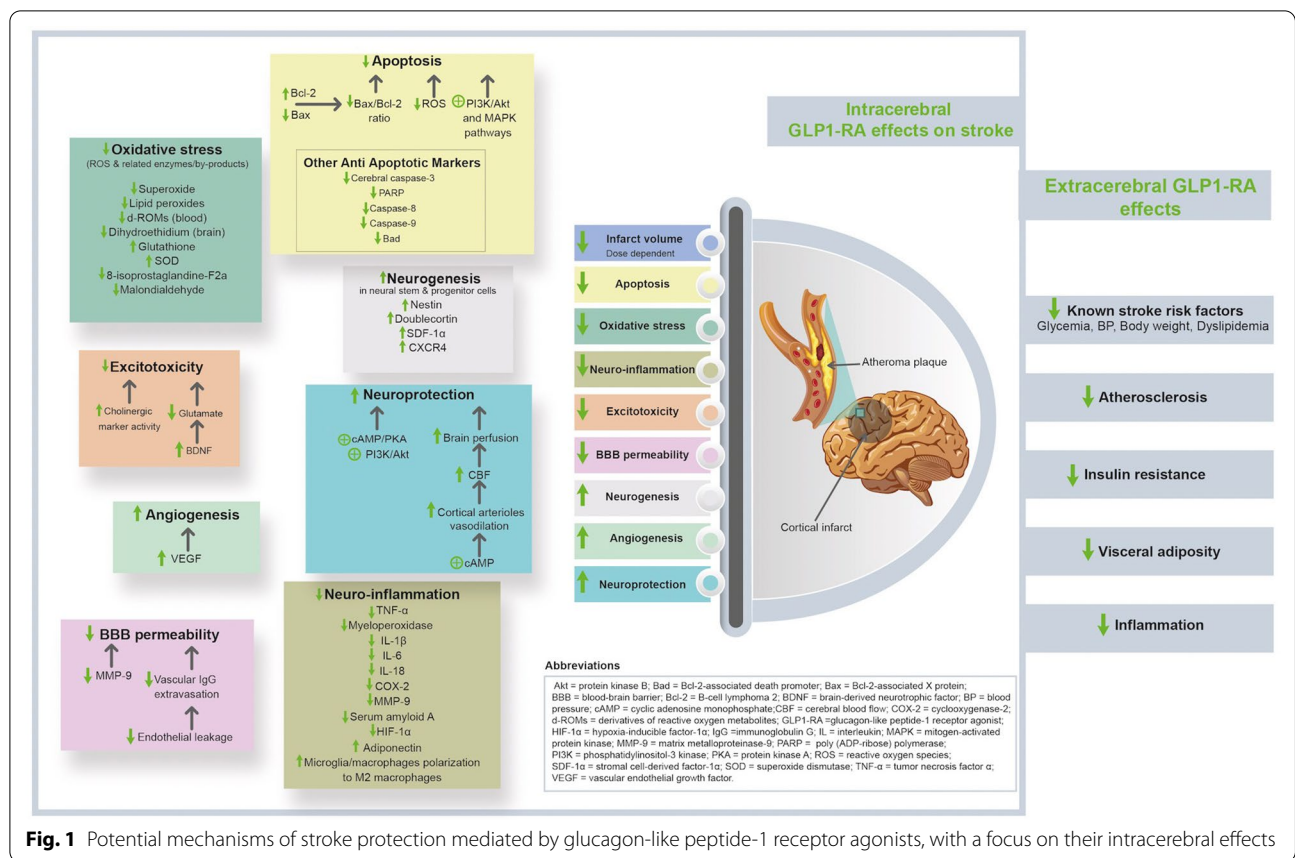 ↓Apoptosis
↑Bcl-2
↓Bax
↓Bax/Bcl-2
ratio
↓ROS
⊕PI3K/Akt
and MAPK
pathways
Other Anti Apoptotic Markers
↓Cerebral caspase-3
↓PARP
↓Caspase-8
↓Caspase-9
↓Bad
↓Oxidative stress
(ROS & related enzymes/by-products)
↓Superoxide
↓Lipid peroxides
↓d-ROMs (blood)
↓Dihydroethidium (brain)
↑Glutathione
↑SOD
↓8-isoprostaglandine-F2a
↓Malondialdehyde
↑Neurogenesis
in neural stem & progenitor cells
↑Nestin
↑Doublecortin
↑SDF-1α
↑CXCR4
↓Excitotoxicity
↑Cholinergic
marker activity
↓Glutamate
↑BDNF
↑Neuroprotection
⊕cAMP/PKA
⊕ PI3K/Akt
↑Brain perfusion
↑CBF
↑Cortical arterioles
vasodilation
⊕cAMP
↑Angiogenesis
↑VEGF
↓BBB permeability
↓MMP-9
↓Vascular IgG
extravasation
↓Endothelial leakage
↓Neuro-inflammation
↓TNF-α
↓Myeloperoxidase
↓IL-1β
↓IL-6
↓IL-18
↓COX-2
↓MMP-9
↓Serum amyloid A
↓HIF-1α
↑Adiponectin
↑Microglia/macrophages polarization
to M2 macrophages
Intracerebral
GLP1-RA effects on stroke
↓ Infarct volume
Dose dependent
↓ Apoptosis
↓ Oxidative stress
↓ Neuro-inflammation
↓ Excitotoxicity
↓ BBB permeability
↑ Neurogenesis
↑ Angiogenesis
↑ Neuroprotection
Atheroma plaque
Cortical infarct
Extracerebral GLP1-RA
effects
↓ Known stroke risk factors
Glycemia, BP, Body weight, Dyslipidemia
↓ Atherosclerosis
↓ Insulin resistance
↓ Visceral adiposity
↓ Inflammation
Abbreviations
Akt = protein kinase B; Bad = Bcl-2-associated death promoter; Bax = Bcl-2-associated X protein;
BBB = blood-brain barrier; Bcl-2 = B-cell lymphoma 2; BDNF = brain-derived neurotrophic factor; BP = blood
pressure; cAMP = cyclic adenosine monophosphate;CBF = cerebral blood flow; COX-2 = cyclooxygenase-2;
d-ROMs = derivatives of reactive oxygen metabolites; GLP1-RA =glucagon-like peptide-1 receptor agonist;
HIF-1α = hypoxia-inducible factor-1α; IgG =immunoglobulin G; IL = interleukin; MAPK = mitogen-activated
protein kinase; MMP-9 = matrix metalloproteinase-9; PARP = poly (ADP-ribose) polymerase;
PI3K = phosphatidylinositol-3 kinase; PKA = protein kinase A; ROS = reactive oxygen species;
SDF-1α = stromal cell-derived factor-1α; SOD = superoxide dismutase; TNF-α = tumor necrosis factor α;
VEGF = vascular endothelial growth factor.
Fig. 1 Potential mechanisms of stroke protection mediated by glucagon-like peptide-1 receptor agonists, with a focus on their intracerebral effects